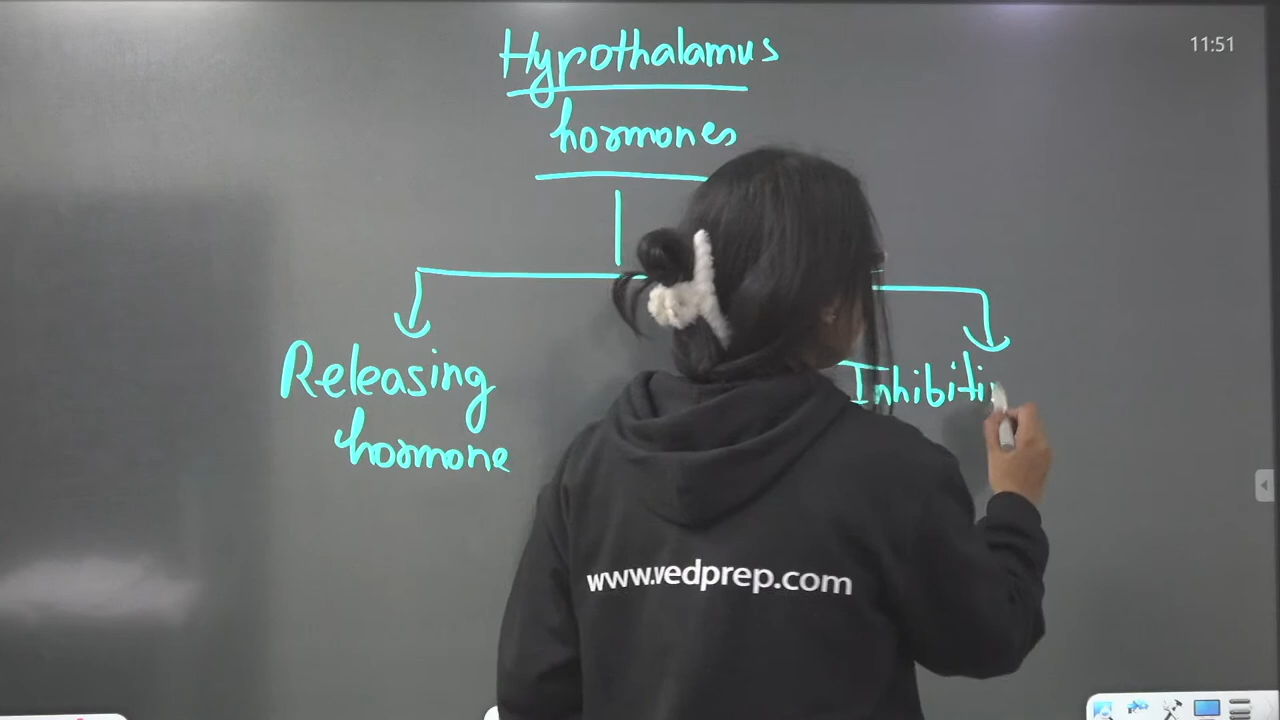 11:51
Hypothalamus
hormones
Releasing
hormone
Inhibiti
www.vedprep.com